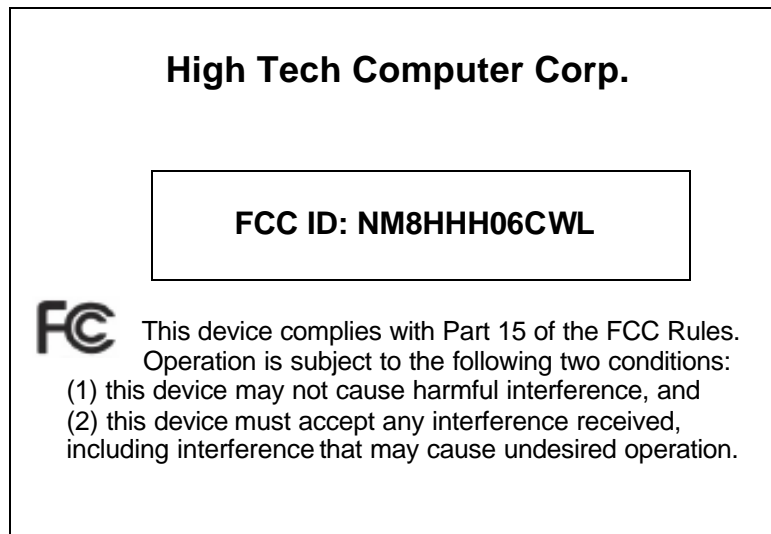 High Tech Computer Corp.
FCC ID: NM8HHH06CWL
FC This device complies with Part 15 of the FCC Rules.
Operation is subject to the following two conditions:
(1) this device may not cause harmful interference, and
(2) this device must accept any interference received,
including interference that may cause undesired operation.